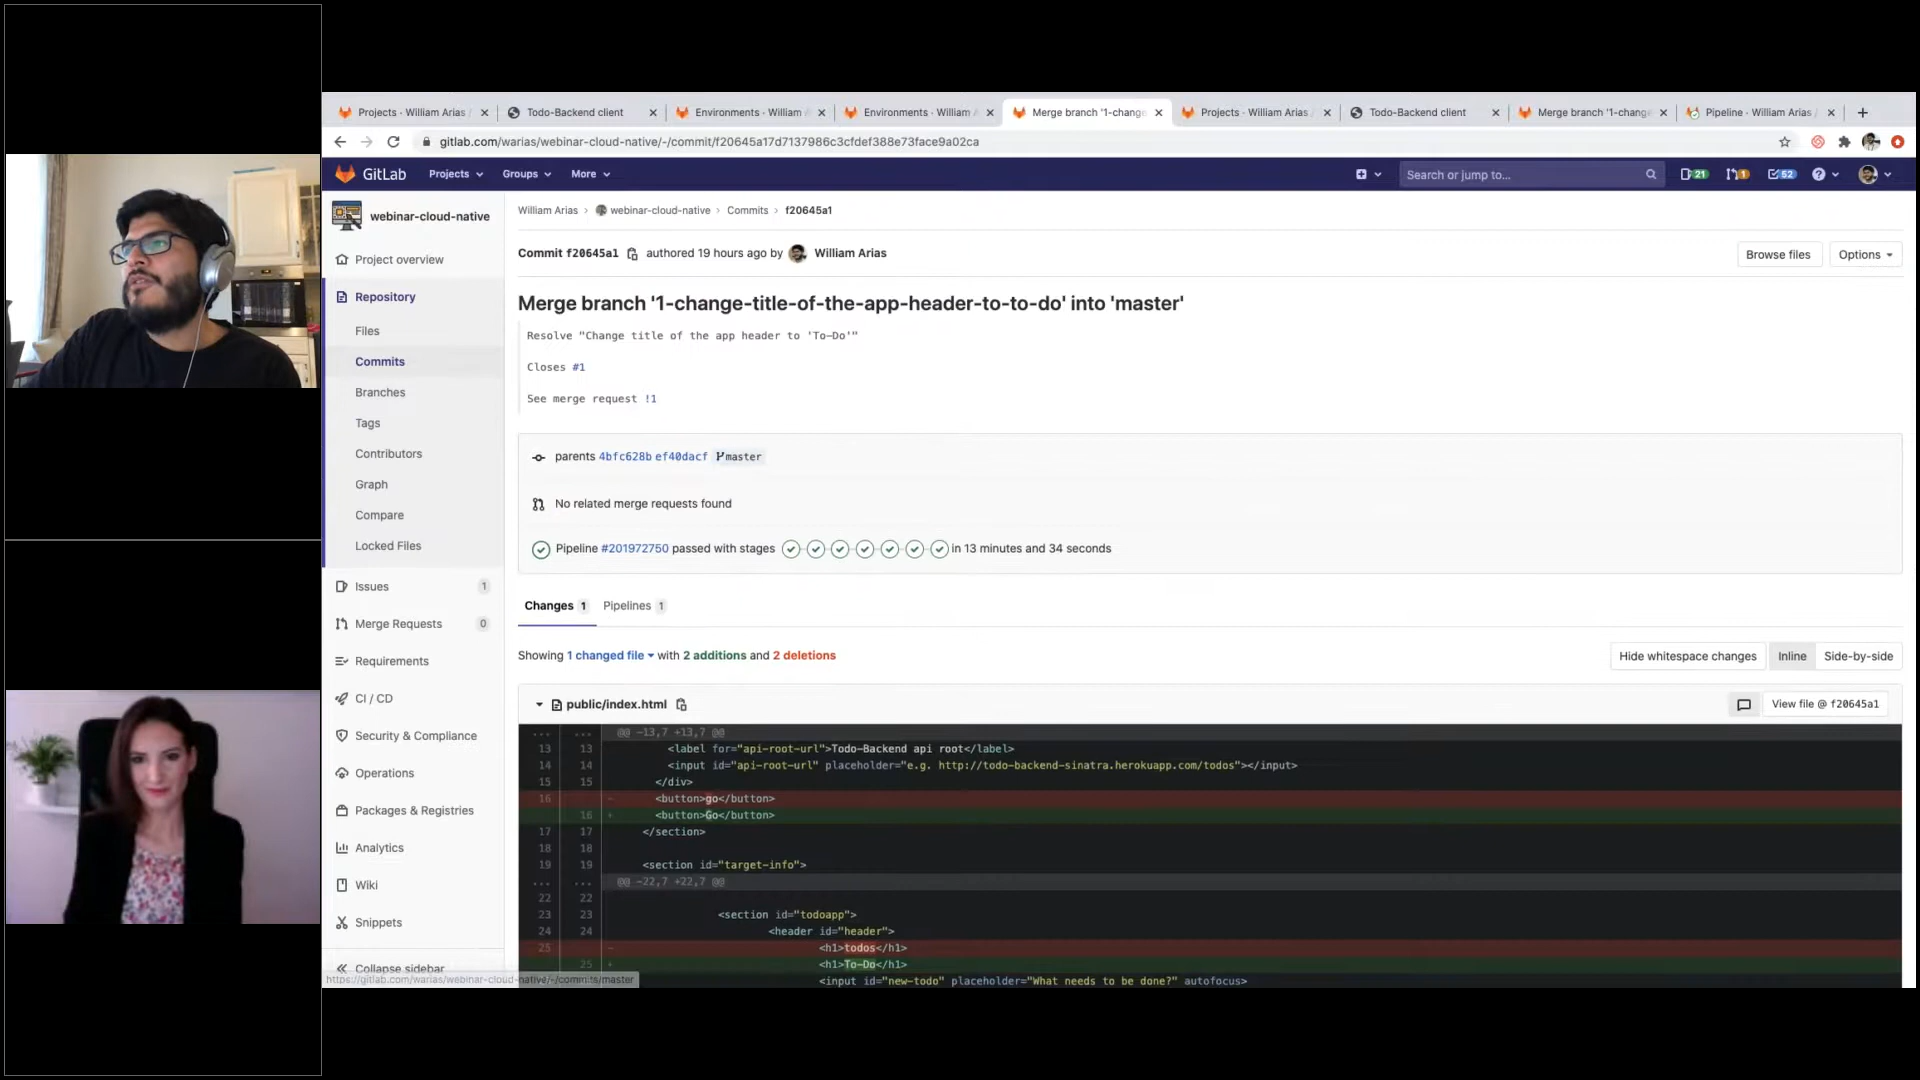 Projects · William Arias /
Todo-Backend client
Environments · William A
Environments · William A
Merge branch '1-change
Projects · William Arias
Todo-Backend client
Merge branch '1-change
Pipeline · William Arias /
gitlab.com/warias/webinar-cloud-native/-/commit/f20645a17d7137986c3cfdef388e73face9a02ca
GitLab Projects Groups More Search or jump to... 21 1 52
webinar-cloud-native
Project overview
Repository
Files
Commits
Branches
Tags
Contributors
Graph
Compare
Locked Files
Issues 1
Merge Requests 0
Requirements
CI / CD
Security & Compliance
Operations
Packages & Registries
Analytics
Wiki
Snippets
Collapse sidebar
https://gitlab.com/warias/webinar-cloud-native/-/commits/master
William Arias > webinar-cloud-native > Commits > f20645a1
Commit f20645a1 authored 19 hours ago by William Arias
Browse files Options
Merge branch '1-change-title-of-the-app-header-to-to-do' into 'master'
Resolve "Change title of the app header to 'To-Do'"
Closes #1
See merge request !1
parents 4bfc628b ef40dacf master
No related merge requests found
Pipeline #201972750 passed with stages in 13 minutes and 34 seconds
Changes 1 Pipelines 1
Showing 1 changed file with 2 additions and 2 deletions
Hide whitespace changes Inline Side-by-side
public/index.html
View file @ f20645a1
... ... @@ -13,7 +13,7 @@
13 13 <label for="api-root-url">Todo-Backend api root</label>
14 14 <input id="api-root-url" placeholder="e.g. http://todo-backend-sinatra.herokuapp.com/todos"></input>
15 15 </div>
16 - <button>go</button>
16 + <button>Go</button>
17 17 </section>
18 18
19 19 <section id="target-info">
... ... @@ -22,7 +22,7 @@
22 22
23 23 <section id="todoapp">
24 24 <header id="header">
25 - <h1>todos</h1>
25 + <h1>To-Do</h1>
<input id="new-todo" placeholder="What needs to be done?" autofocus>